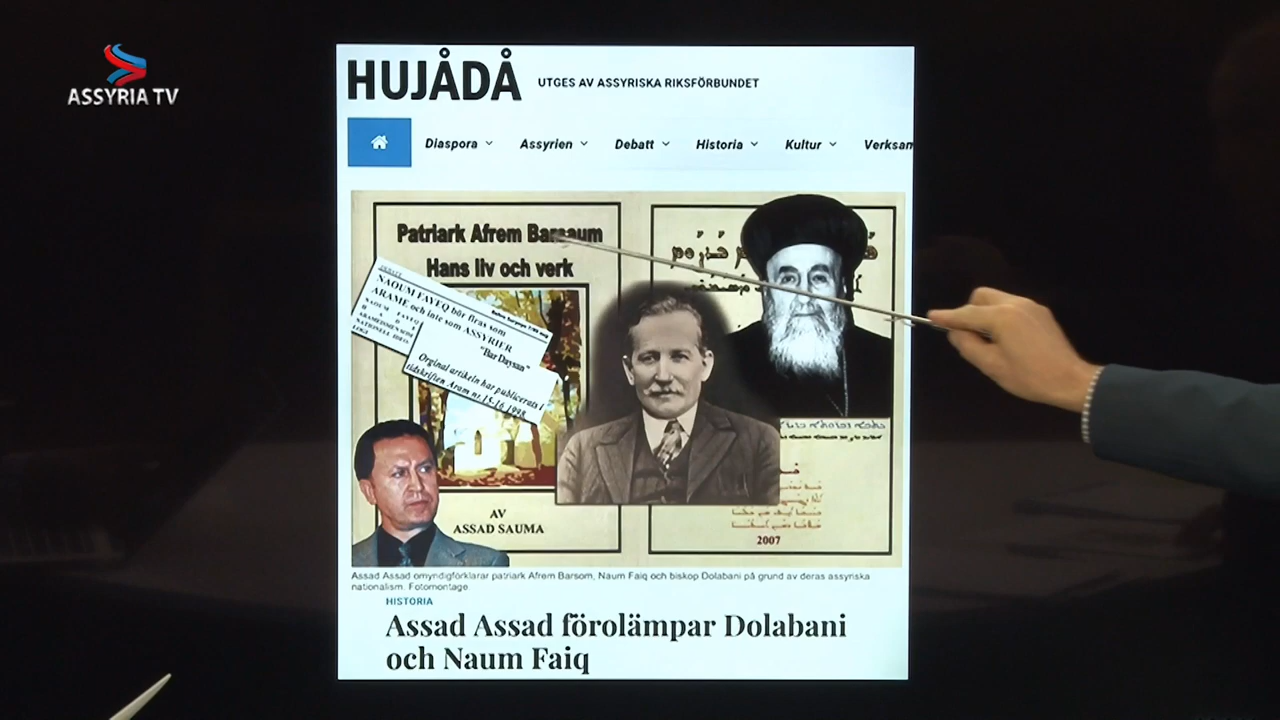 ASSYRIA TV
HUJÅDÅ
UTGES AV ASSYRISKA RIKSFÖRBUNDET
Diaspora
Assyrien
Debatt
Historia
Kultur
Verksam
Patriark Afrem Barsaum
Hans liv och verk
NAOUM FAYEQ bör firas som
ARAMÉ och inte som ASSYRIER
"Bar Daysan"
Orginal artikeln har publicerats i
tidskriften Aram nr.15-16 1998
AV
ASSAD SAUMA
2007
Assad Assad omyndigförklarar patriark Afrem Barsom, Naum Faiq och biskop Dolabani på grund av deras assyriska
nationalism. Fotomontage.
HISTORIA
Assad Assad förolämpar Dolabani
och Naum Faiq